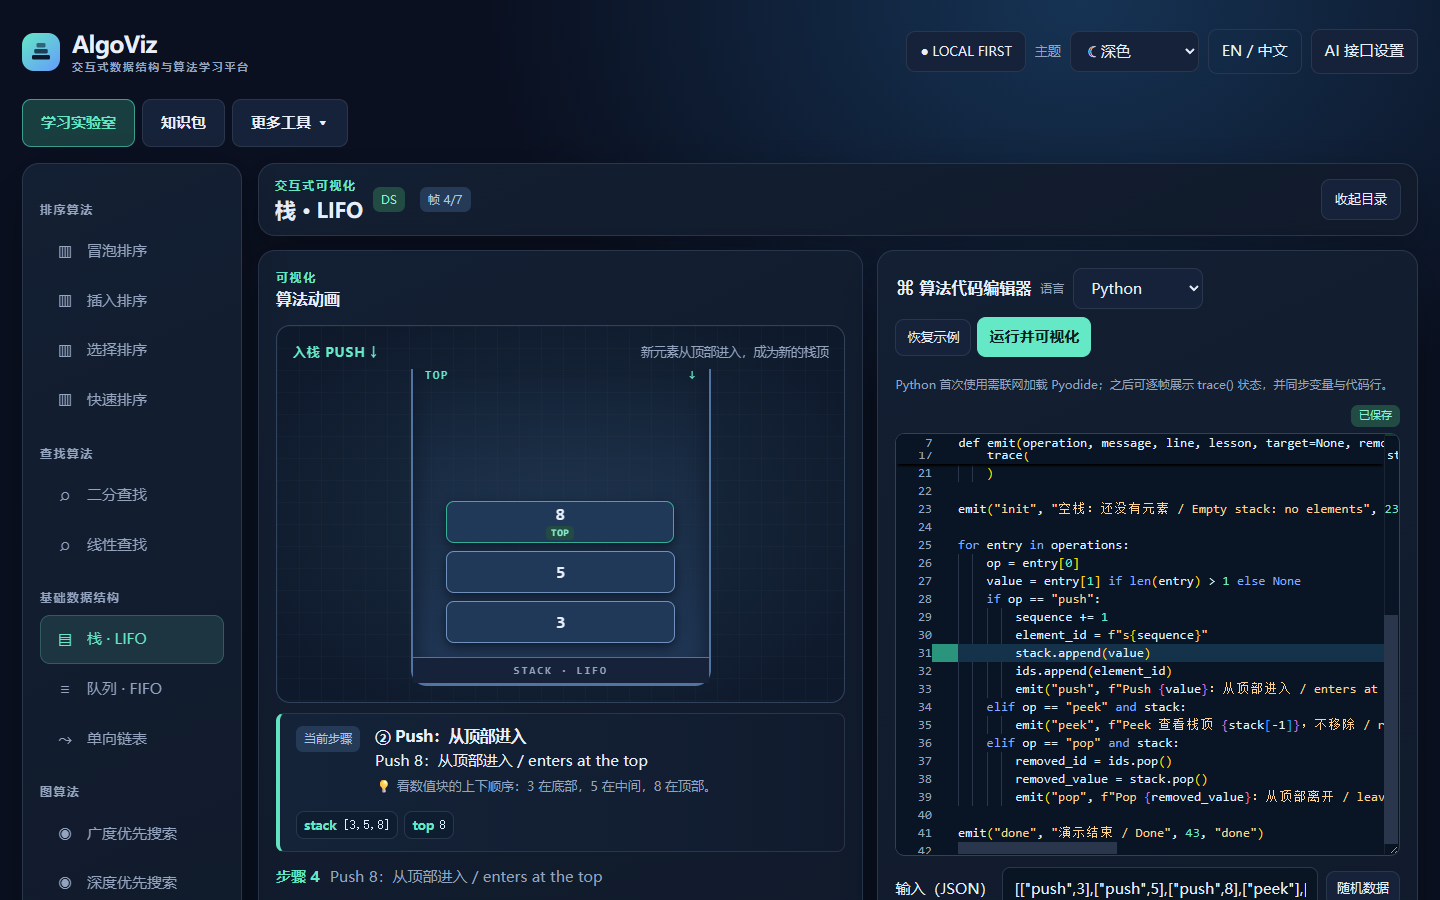 AlgoViz
交互式数据结构与算法学习平台
● LOCAL FIRST
主题
☾ 深色
EN / 中文
AI 接口设置
学习实验室
知识包
更多工具 ▾
排序算法
冒泡排序
插入排序
选择排序
快速排序
查找算法
二分查找
线性查找
基础数据结构
栈 · LIFO
队列 · FIFO
单向链表
图算法
广度优先搜索
深度优先搜索
交互式可视化
栈 • LIFO
DS
帧 4/7
收起目录
可视化
算法动画
入栈 PUSH ↓
新元素从顶部进入，成为新的栈顶
TOP ↓
8
TOP
5
3
STACK · LIFO
当前步骤
② Push：从顶部进入
Push 8：从顶部进入 / enters at the top
💡 看数值块的上下顺序：3 在底部，5 在中间，8 在顶部。
stack [3,5,8]
top 8
步骤 4 Push 8：从顶部进入 / enters at the top
⌘ 算法代码编辑器
语言
Python
恢复示例
运行并可视化
Python 首次使用需联网加载 Pyodide；之后可逐帧展示 trace() 状态，并同步变量与代码行。
已保存
7 def emit(operation, message, line, lesson, target=None, remo
17     trace( st
21     )
22
23 emit("init", "空栈：还没有元素 / Empty stack: no elements", 23
24
25 for entry in operations:
26     op = entry[0]
27     value = entry[1] if len(entry) > 1 else None
28     if op == "push":
29         sequence += 1
30         element_id = f"s{sequence}"
31         stack.append(value)
32         ids.append(element_id)
33         emit("push", f"Push {value}：从顶部进入 / enters at
34     elif op == "peek" and stack:
35         emit("peek", f"Peek 查看栈顶 {stack[-1]}，不移除 / r
36     elif op == "pop" and stack:
37         removed_id = ids.pop()
38         removed_value = stack.pop()
39         emit("pop", f"Pop {removed_value}：从顶部离开 / leav
40
41 emit("done", "演示结束 / Done", 43, "done")
42
输入（JSON）
[["push",3],["push",5],["push",8],["peek"],[
随机数据